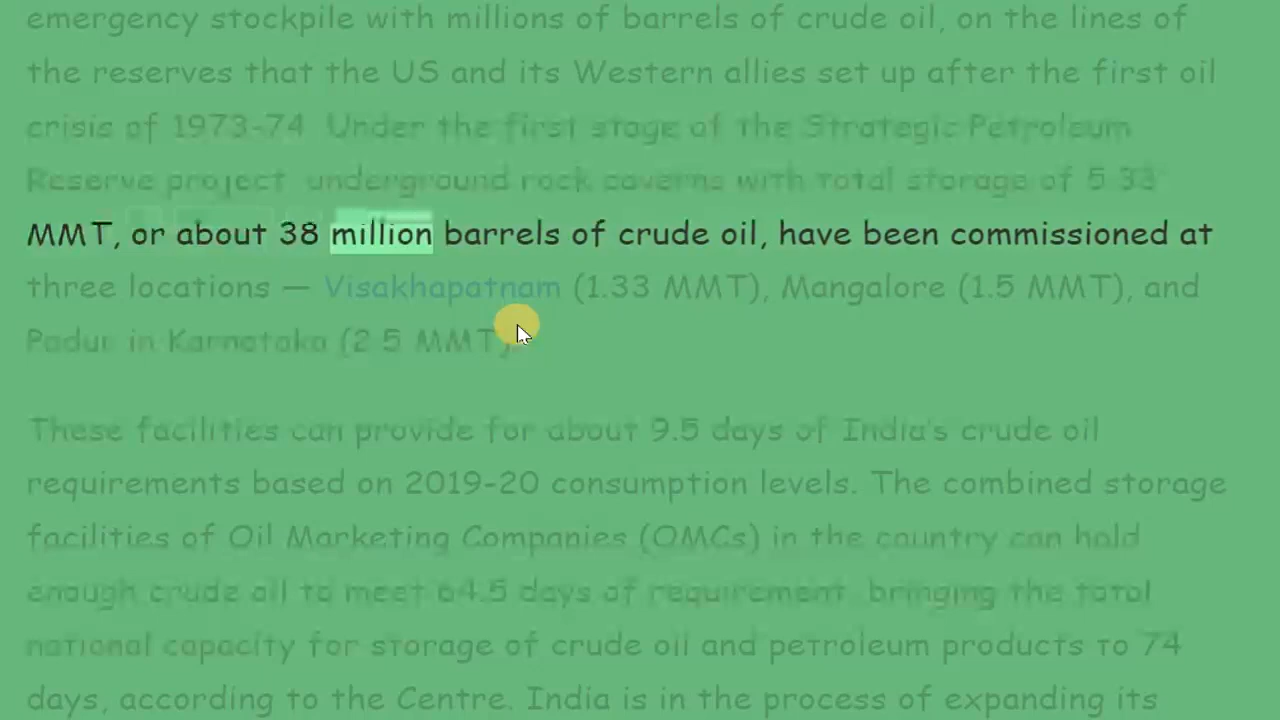 emergency stockpile with millions of barrels of crude oil, on the lines of
the reserves that the US and its Western allies set up after the first oil
crisis of 1973-74. Under the first stage of the Strategic Petroleum
Reserve project, underground rock caverns with total storage of 5.33
MMT, or about 38 million barrels of crude oil, have been commissioned at
three locations — Visakhapatnam (1.33 MMT), Mangalore (1.5 MMT), and
Padur in Karnataka (2.5 MMT).
These facilities can provide for about 9.5 days of India's crude oil
requirements based on 2019-20 consumption levels. The combined storage
facilities of Oil Marketing Companies (OMCs) in the country can hold
enough crude oil to meet 64.5 days of requirement, bringing the total
national capacity for storage of crude oil and petroleum products to 74
days, according to the Centre. India is in the process of expanding its